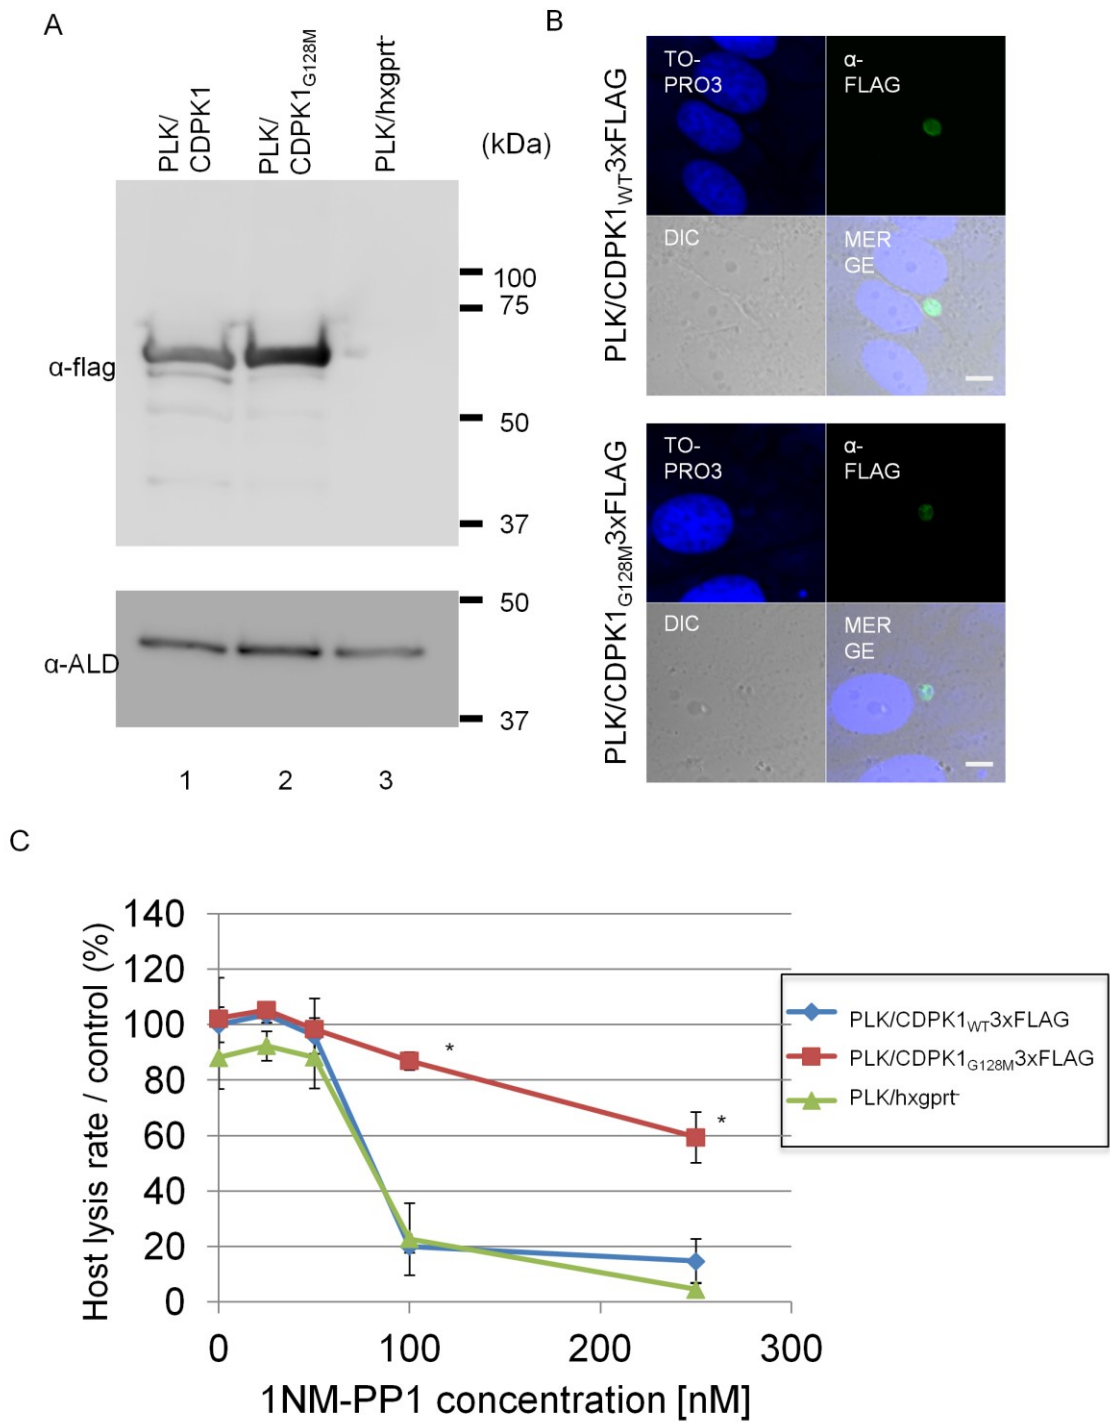 A
PLK/
CDPK1
PLK/
CDPK1G128M
PLK/hxgprt-
(kDa)
100
75
α-flag
50
37
50
α-ALD
37
1 2 3
B
PLK/CDPK1WT3xFLAG
TO-
PRO3
α-
FLAG
DIC
MER
GE
PLK/CDPK1G128M3xFLAG
TO-
PRO3
α-
FLAG
DIC
MER
GE
C
Host lysis rate / control (%)
140
120
100
80
60
40
20
0
*
*
0 100 200 300
1NM-PP1 concentration [nM]
PLK/CDPK1WT3xFLAG
PLK/CDPK1G128M3xFLAG
PLK/hxgprt-